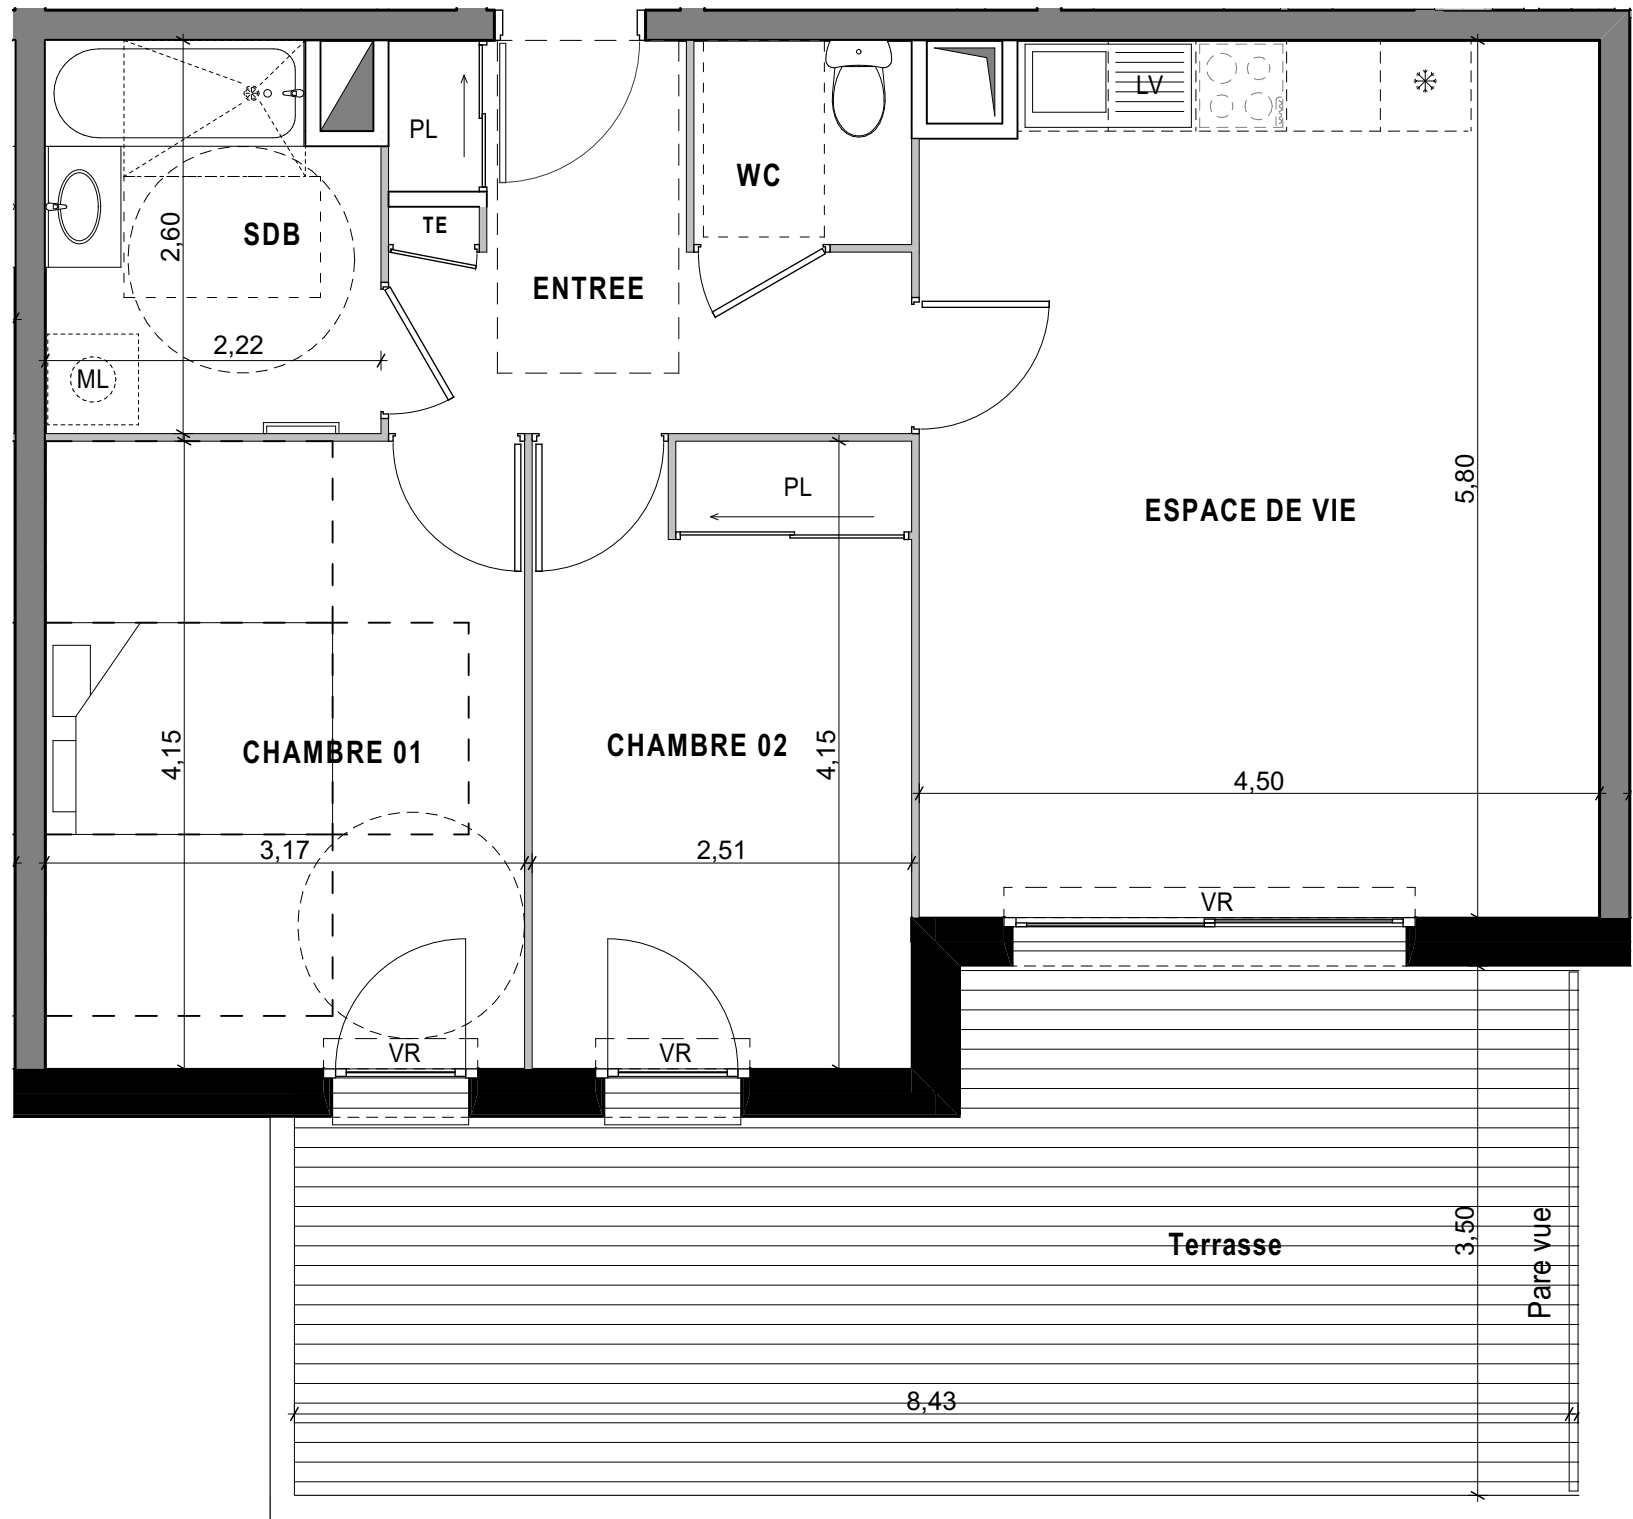 LV
PL
WC
TE
SDB
2,60
ENTREE
2,22
ML
PL
5,80
ESPACE DE VIE
CHAMBRE 01
4,15
CHAMBRE 02
4,15
4,50
3,17
2,51
VR
VR
VR
Terrasse
3,50
Pare vue
8,43